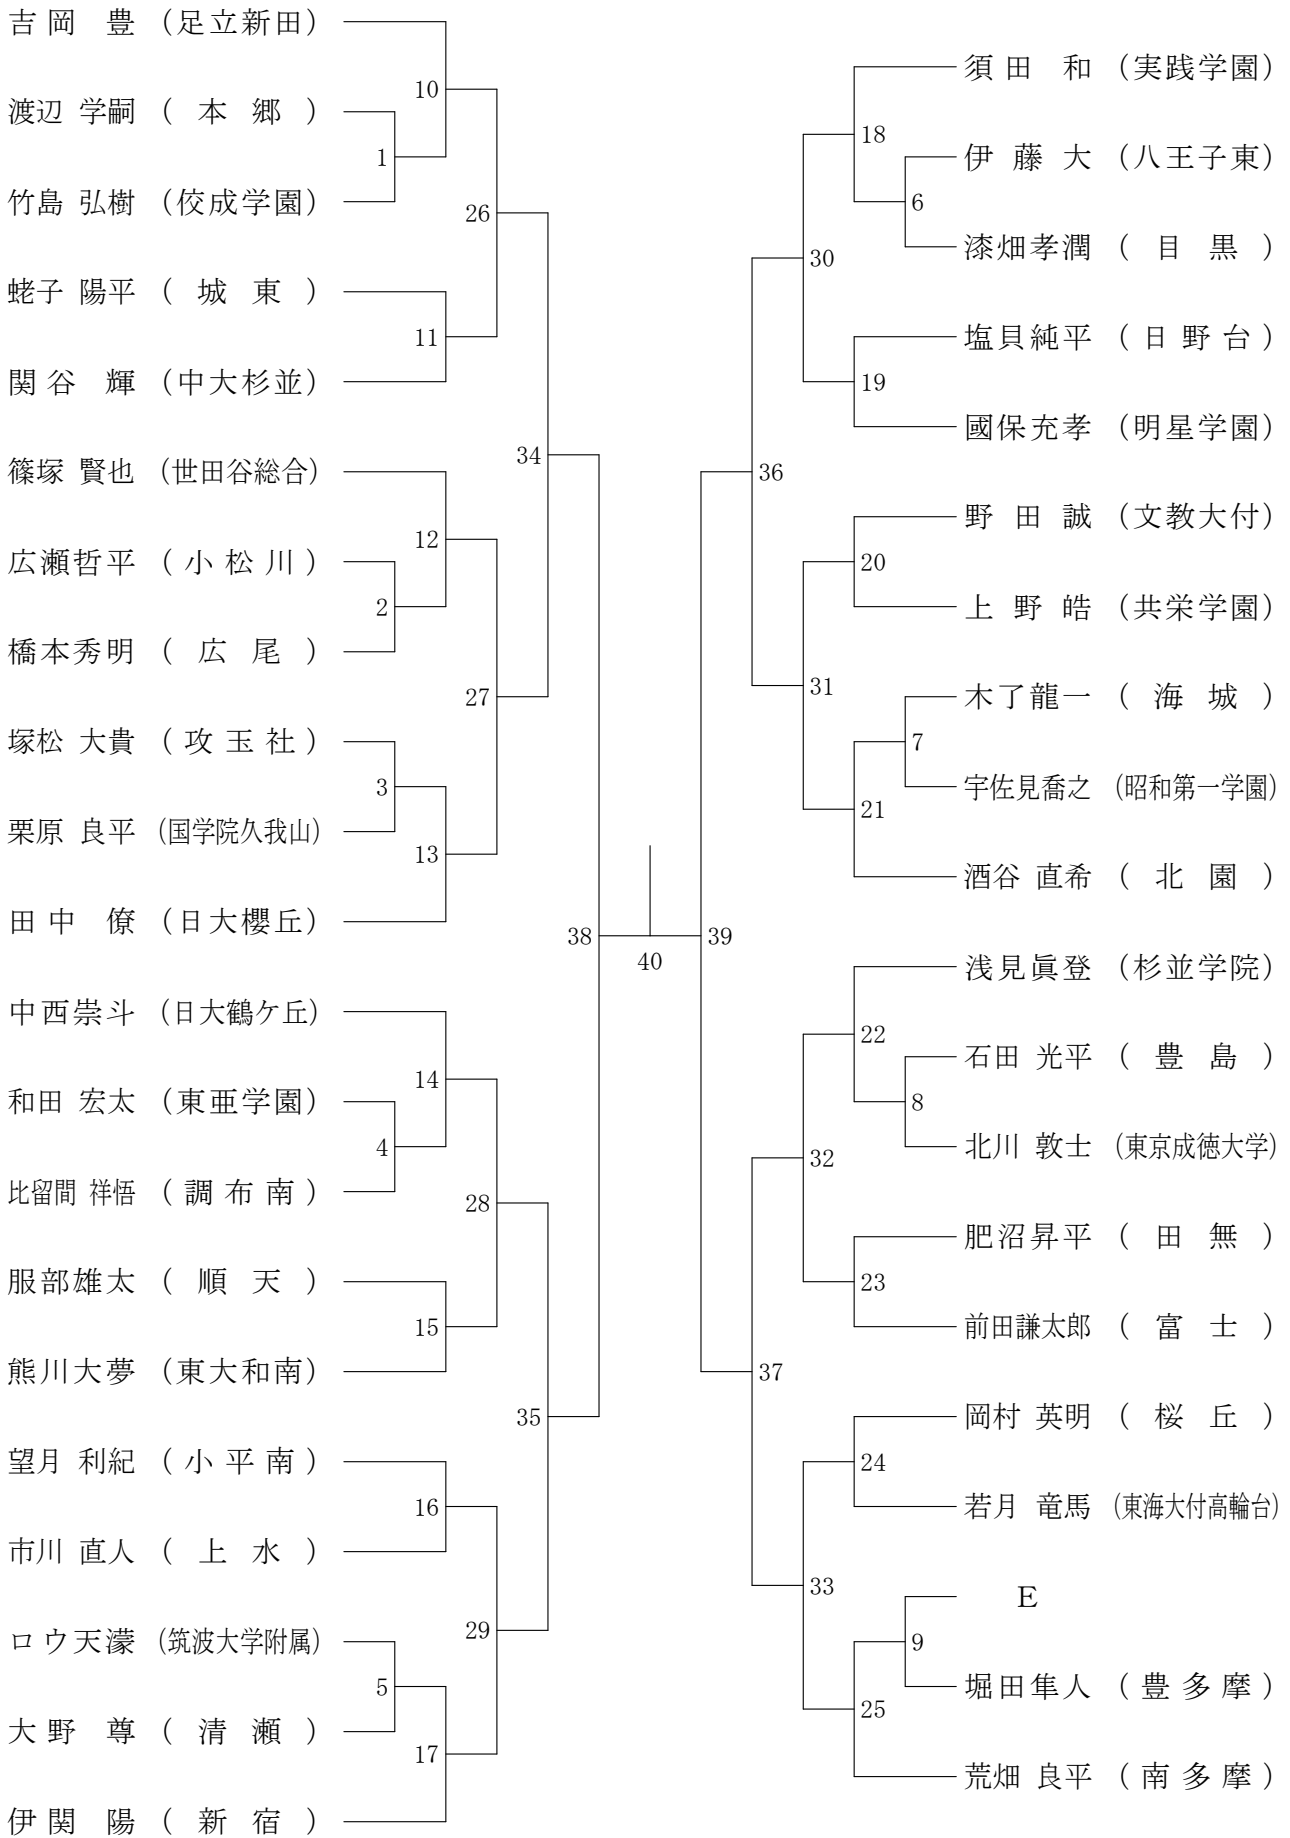 吉岡 豊 (足立新田)
渡辺 学嗣 (本郷)
竹島 弘樹 (佼成学園)
蛯子 陽平 (城東)
関谷 輝 (中大杉並)
篠塚 賢也 (世田谷総合)
広瀬哲平 (小松川)
橋本秀明 (広尾)
塚松 大貴 (攻玉社)
栗原 良平 (国学院久我山)
田中 僚 (日大櫻丘)
中西崇斗 (日大鶴ケ丘)
和田 宏太 (東亜学園)
比留間 祥悟 (調布南)
服部雄太 (順天)
熊川大夢 (東大和南)
望月 利紀 (小平南)
市川 直人 (上水)
ロウ天濛 (筑波大学附属)
大野 尊 (清瀬)
伊関 陽 (新宿)
1
2
3
4
5
10
11
12
13
14
15
16
17
26
27
28
29
34
35
38
40
39
36
37
30
31
32
33
18
19
20
21
22
23
24
25
6
7
8
9
須田 和 (実践学園)
伊藤 大 (八王子東)
漆畑孝潤 (目黒)
塩貝純平 (日野台)
國保充孝 (明星学園)
野田 誠 (文教大付)
上野 皓 (共栄学園)
木了龍一 (海城)
宇佐見喬之 (昭和第一学園)
酒谷 直希 (北園)
浅見眞登 (杉並学院)
石田 光平 (豊島)
北川 敦士 (東京成徳大学)
肥沼昇平 (田無)
前田謙太郎 (富士)
岡村 英明 (桜丘)
若月 竜馬 (東海大付高輪台)
E
堀田隼人 (豊多摩)
荒畑 良平 (南多摩)